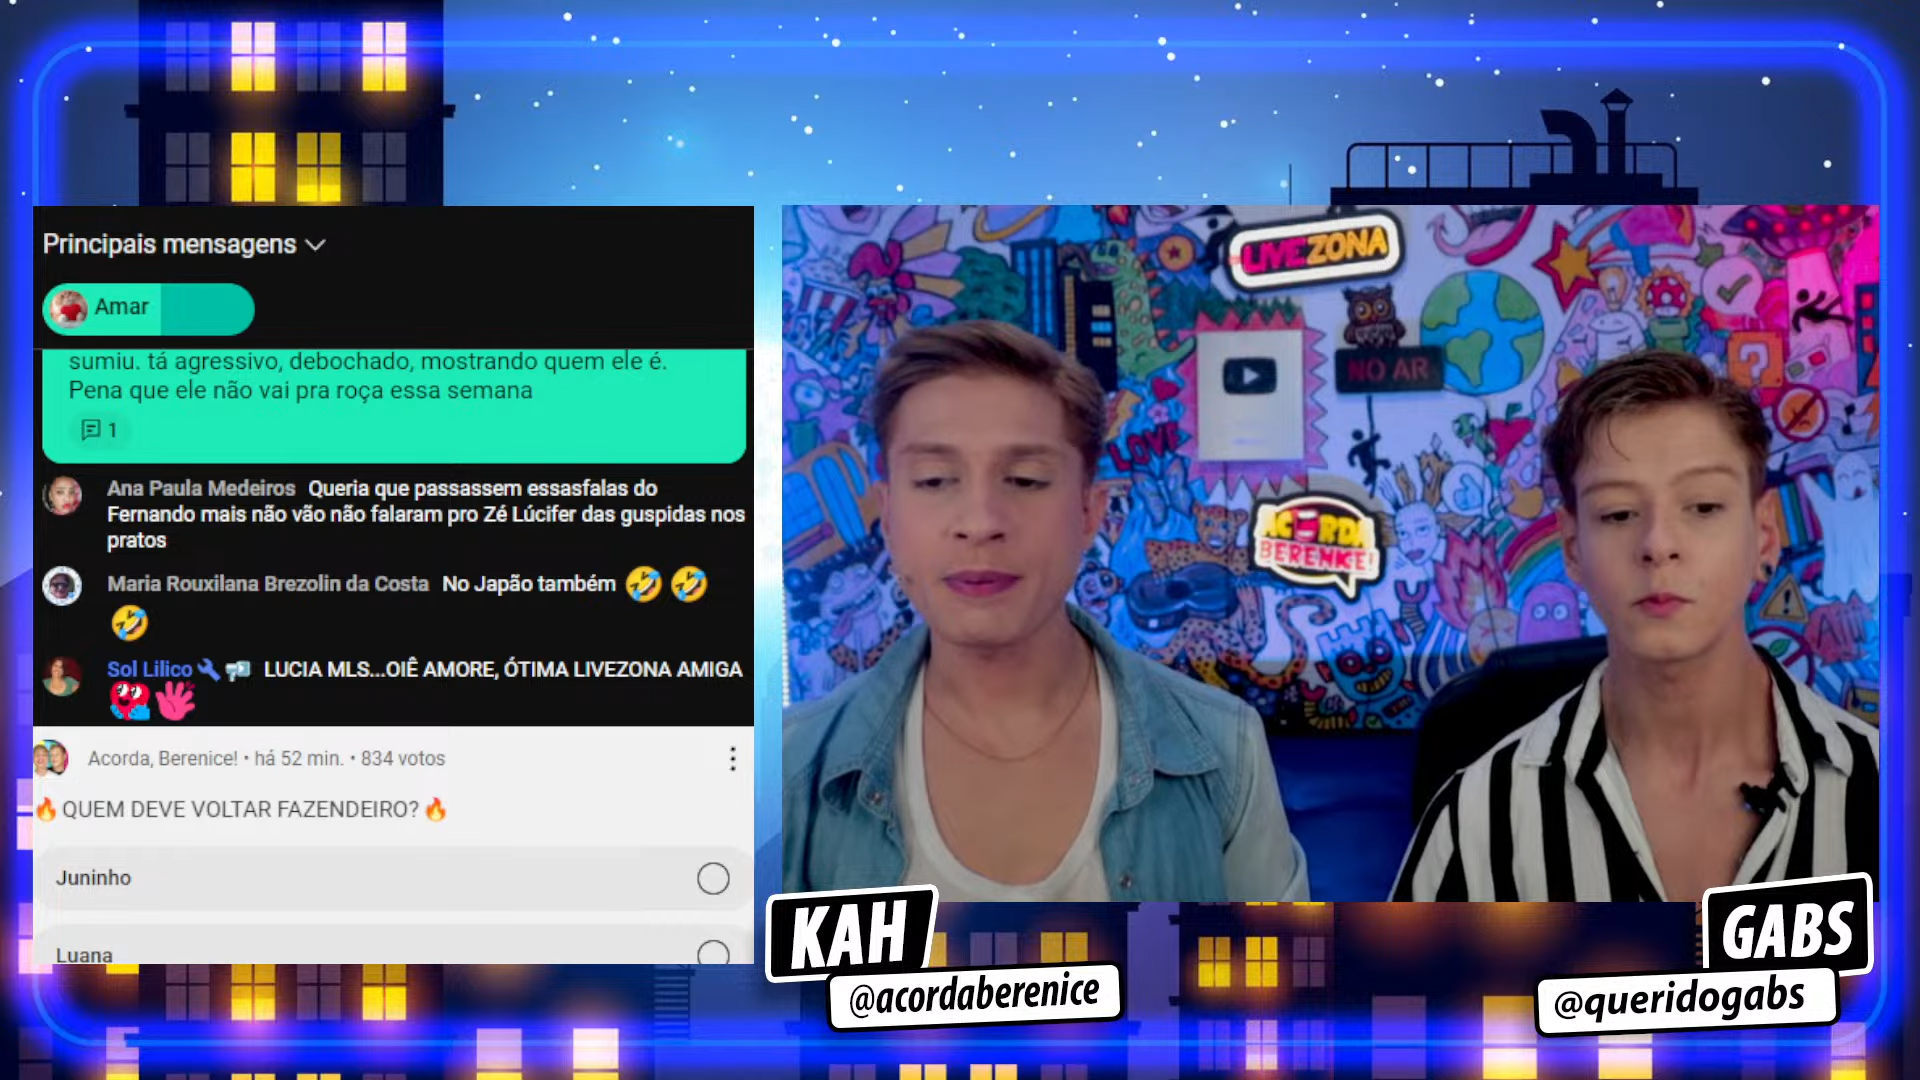 Principais mensagens
Amar
sumiu. tá agressivo, debochado, mostrando quem ele é.
Pena que ele não vai pra roça essa semana
1
Ana Paula Medeiros Queria que passassem essasfalas do
Fernando mais não vão não falaram pro Zé Lúcifer das guspidas nos
pratos
Maria Rouxilana Brezolin da Costa No Japão também 🤣 🤣
🤣
Sol Lilico LUCIA MLS...OIÊ AMORE, ÓTIMA LIVEZONA AMIGA
Acorda, Berenice! • há 52 min. • 834 votos
🔥 QUEM DEVE VOLTAR FAZENDEIRO? 🔥
Juninho
Luana
LIVEZONA
NO AR
LOVE
ACORDA
BERENICE!
KAH
@acordaberenice
GABS
@queridogabs